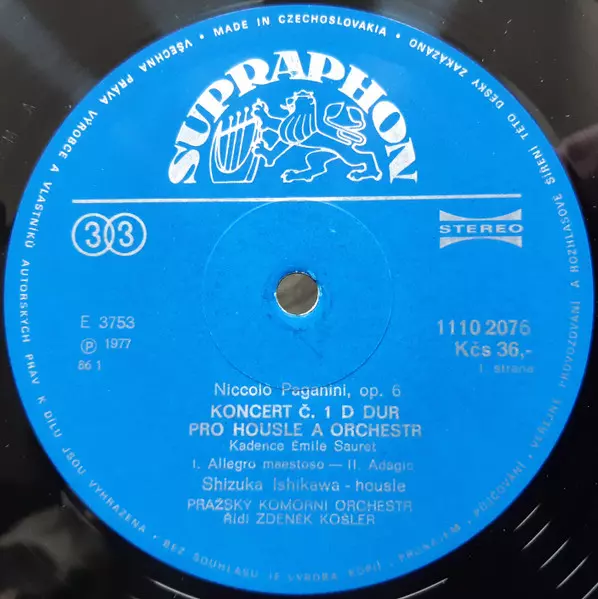 SUPRAPHON
33
STEREO
E 3753
℗ 1977
86 1
1110 2076
Kčs 36,-
I. strana
Niccolò Paganini, op. 6
KONCERT Č. 1 D DUR
PRO HOUSLE A ORCHESTR
Kadence Emile Sauret
I. Allegro maestoso — II. Adagio
Shizuka Ishikawa - housle
PRAŽSKÝ KOMORNÍ ORCHESTR
Řídí ZDENĚK KOŠLER
MADE IN CZECHOSLOVAKIA • VŠECHNA PRÁVA VÝROBCE A VLASTNÍKŮ AUTORSKÝCH PRÁV K DÍLU JSOU VYHRAZENA • BEZ SOUHLASU JE VÝROBA KOPIÍ • PŮJČOVÁNÍ • VEŘEJNÉ PROVOZOVÁNÍ A ROZHLASOVÉ ŠÍŘENÍ TÉTO DESKY ZAKÁZÁNO